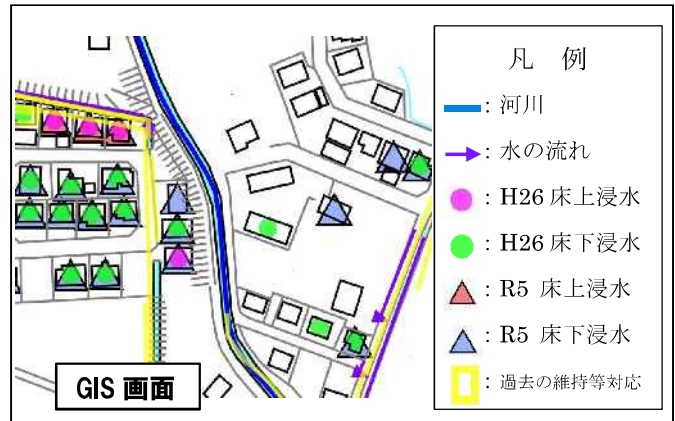 GIS 画面
凡 例
: 河川
: 水の流れ
: H26 床上浸水
: H26 床下浸水
: R5 床上浸水
: R5 床下浸水
: 過去の維持等対応